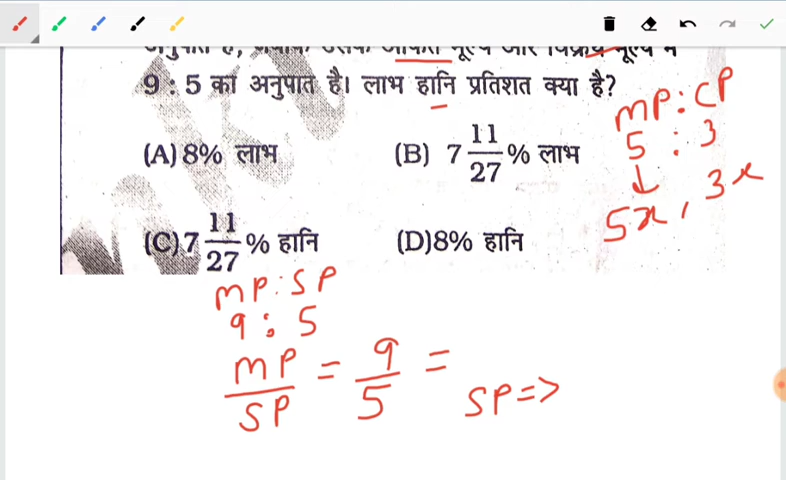 9 : 5 का अनुपात है। लाभ हानि प्रतिशत क्या है?
(A) 8% लाभ
(B) 7 11/27 % लाभ
(C) 7 11/27 % हानि
(D) 8% हानि
MP : CP
5 : 3
↓
5x , 3x
MP : SP
9 : 5
MP/SP = 9/5 =
SP =>